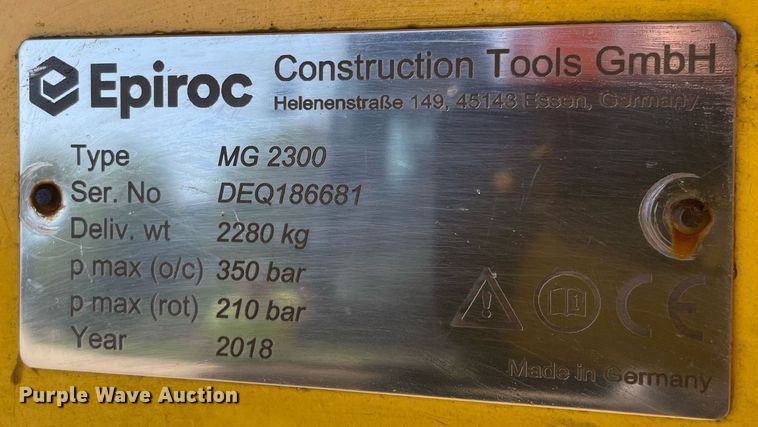 Epiroc
Construction Tools GmbH
Helenenstraße 149, 45143 Essen, Germany
Type MG 2300
Ser. No DEQ186681
Deliv. wt 2280 kg
p max (o/c) 350 bar
p max (rot) 210 bar
Year 2018
CE
Made in Germany
Purple Wave Auction